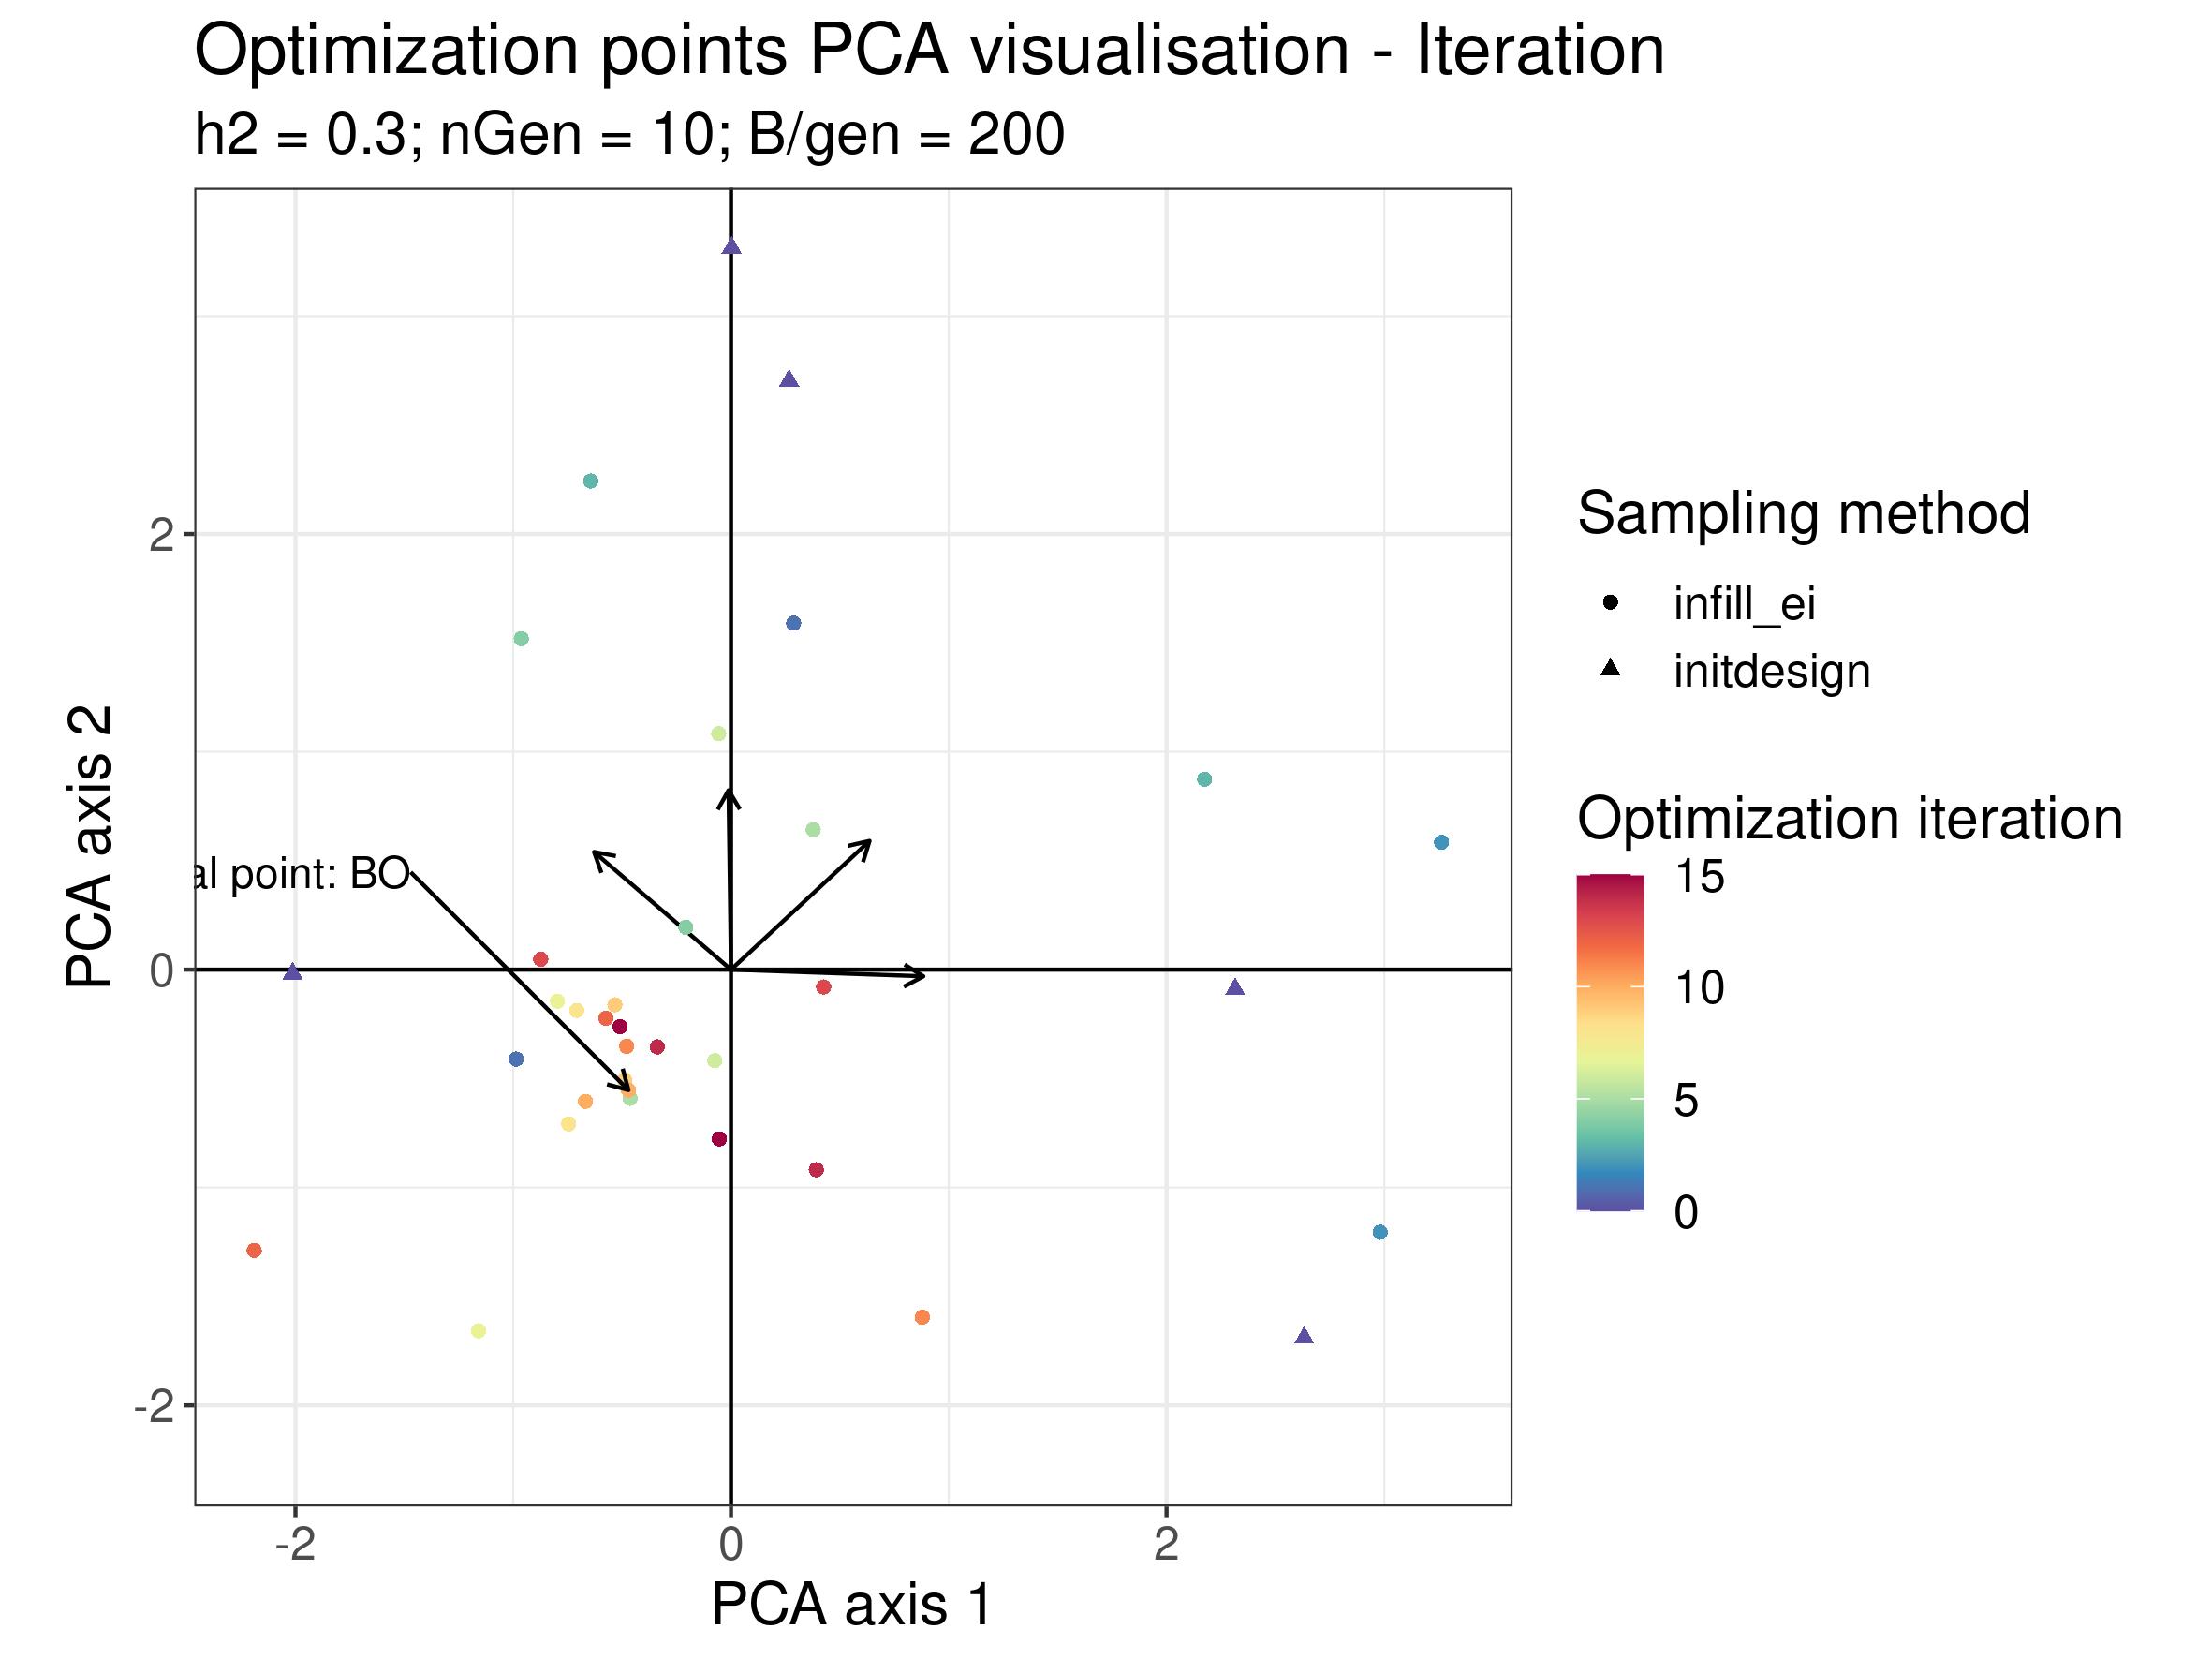 Optimization points PCA visualisation - Iteration
h2 = 0.3; nGen = 10; B/gen = 200
PCA axis 2
2
0
-2
point: BO
-2
0
2
PCA axis 1
Sampling method
infill_ei
initdesign
Optimization iteration
15
10
5
0